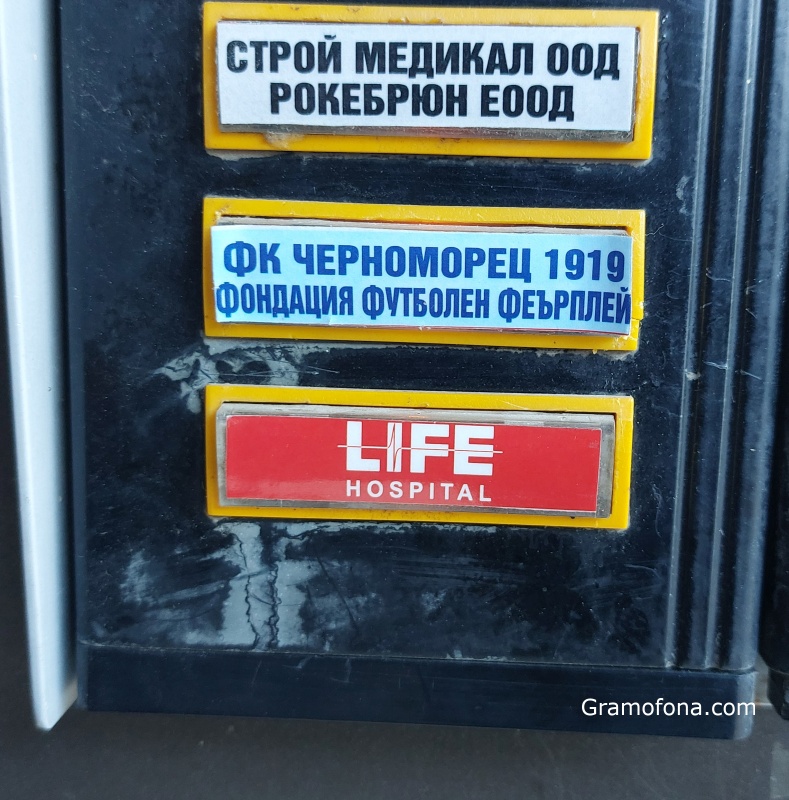 СТРОЙ МЕДИКАЛ ООД
РОКЕБРЮН ЕООД
ФК ЧЕРНОМОРЕЦ 1919
ФОНДАЦИЯ ФУТБОЛЕН ФЕЪРПЛЕЙ
LIFE
HOSPITAL
Gramofona.com